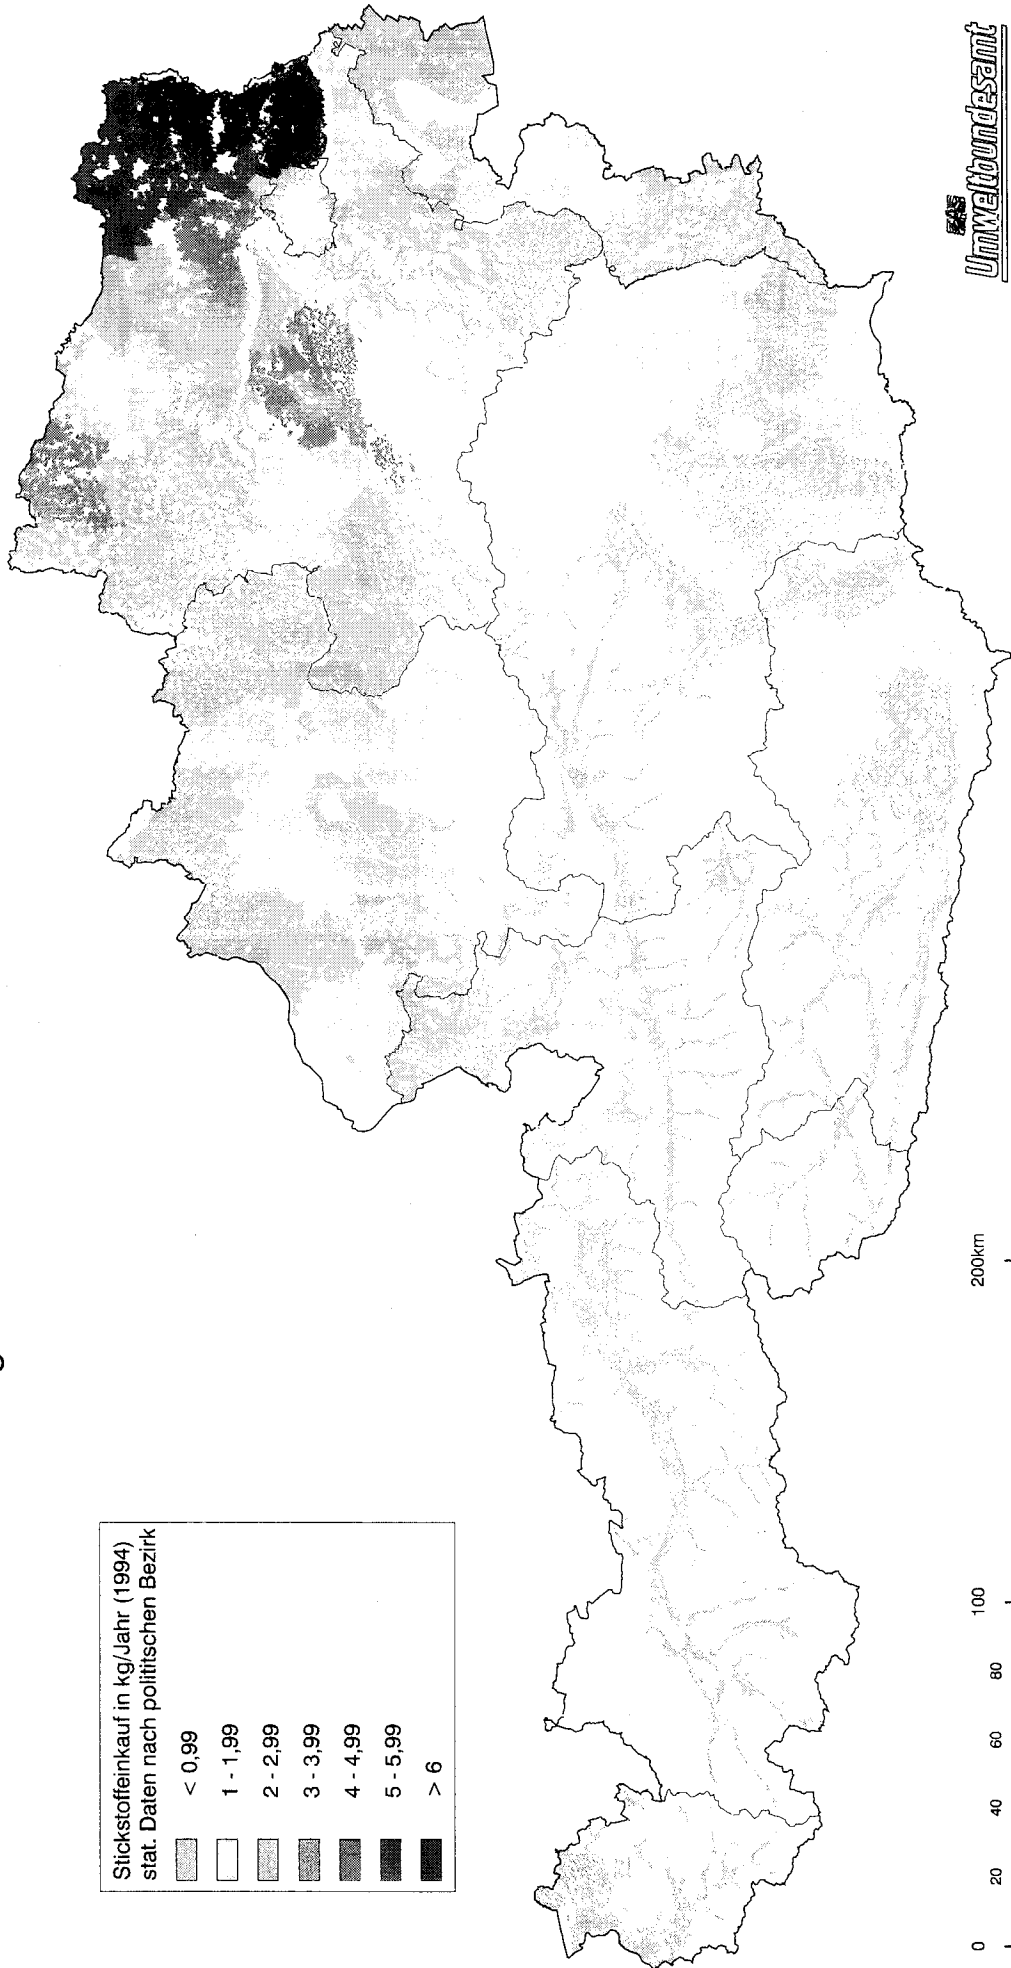 Stickstoffeinkauf in kg/Jahr (1994)
stat. Daten nach polititschen Bezirk
< 0,99
1 - 1,99
2 - 2,99
3 - 3,99
4 - 4,99
5 - 5,99
> 6
0 20 40 60 80 100 200km
Umweltbundesamt